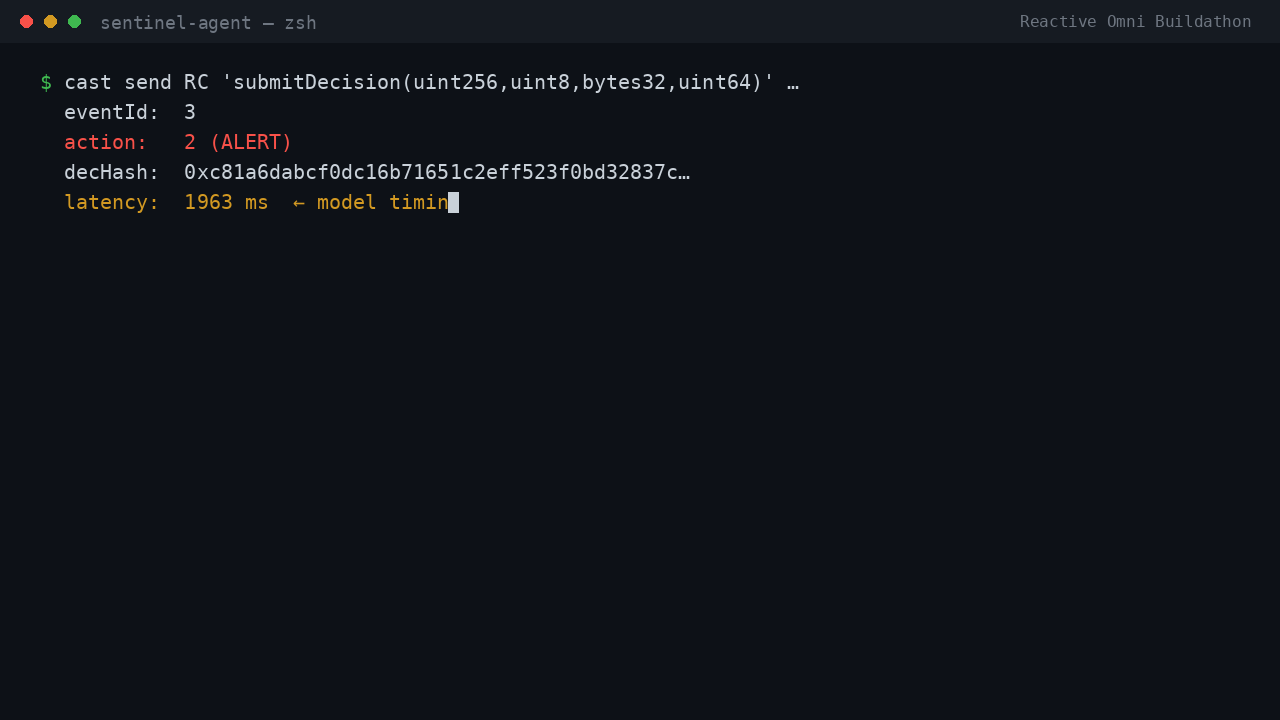 sentinel-agent — zsh
Reactive Omni Buildathon
$ cast send RC 'submitDecision(uint256,uint8,bytes32,uint64)' …
eventId: 3
action: 2 (ALERT)
decHash: 0xc81a6dabcf0dc16b71651c2eff523f0bd32837c…
latency: 1963 ms ← model timin